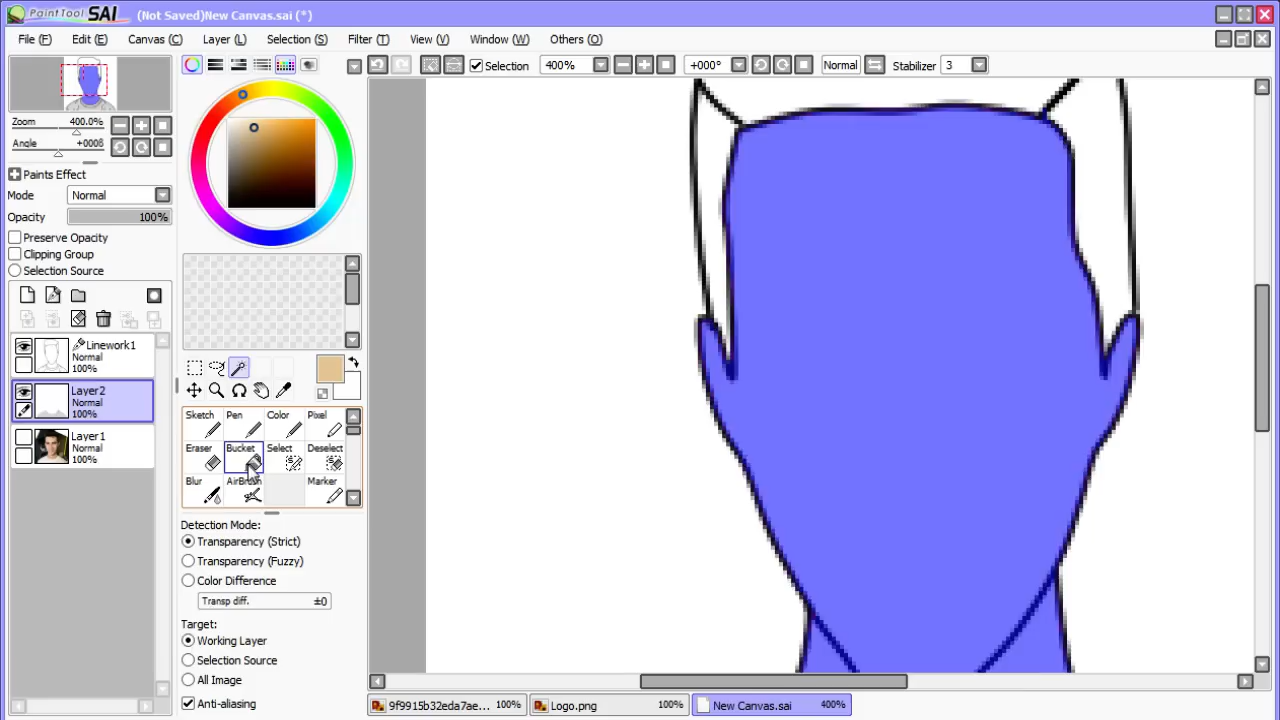 PaintTool SAI (Not Saved)New Canvas.sai (*)
File (F) Edit (E) Canvas (C) Layer (L) Selection (S) Filter (T) View (V) Window (W) Others (O)
Selection 400% +000° Normal Stabilizer 3
Zoom 400.0%
Angle +000ß
Paints Effect
Mode Normal
Opacity 100%
Preserve Opacity
Clipping Group
Selection Source
Linework1
Normal
100%
Layer2
Normal
100%
Layer1
Normal
100%
Sketch Pen Color Pixel
Eraser Bucket Select Deselect
Blur AirBrush Marker
Detection Mode:
Transparency (Strict)
Transparency (Fuzzy)
Color Difference
Transp diff. ±0
Target:
Working Layer
Selection Source
All Image
Anti-aliasing
9f9915b32eda7ae... 100% Logo.png 100% New Canvas.sai 400%